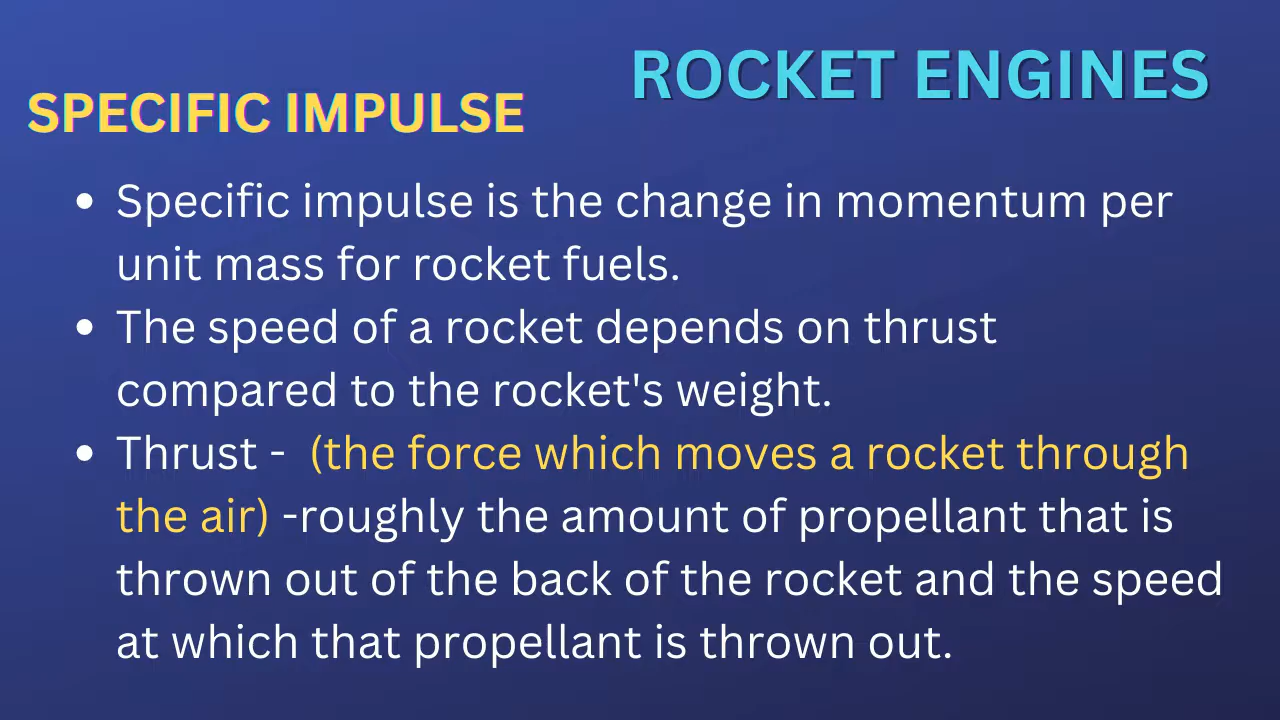 ROCKET ENGINES
SPECIFIC IMPULSE
• Specific impulse is the change in momentum per
unit mass for rocket fuels.
• The speed of a rocket depends on thrust
compared to the rocket's weight.
• Thrust - (the force which moves a rocket through
the air) -roughly the amount of propellant that is
thrown out of the back of the rocket and the speed
at which that propellant is thrown out.